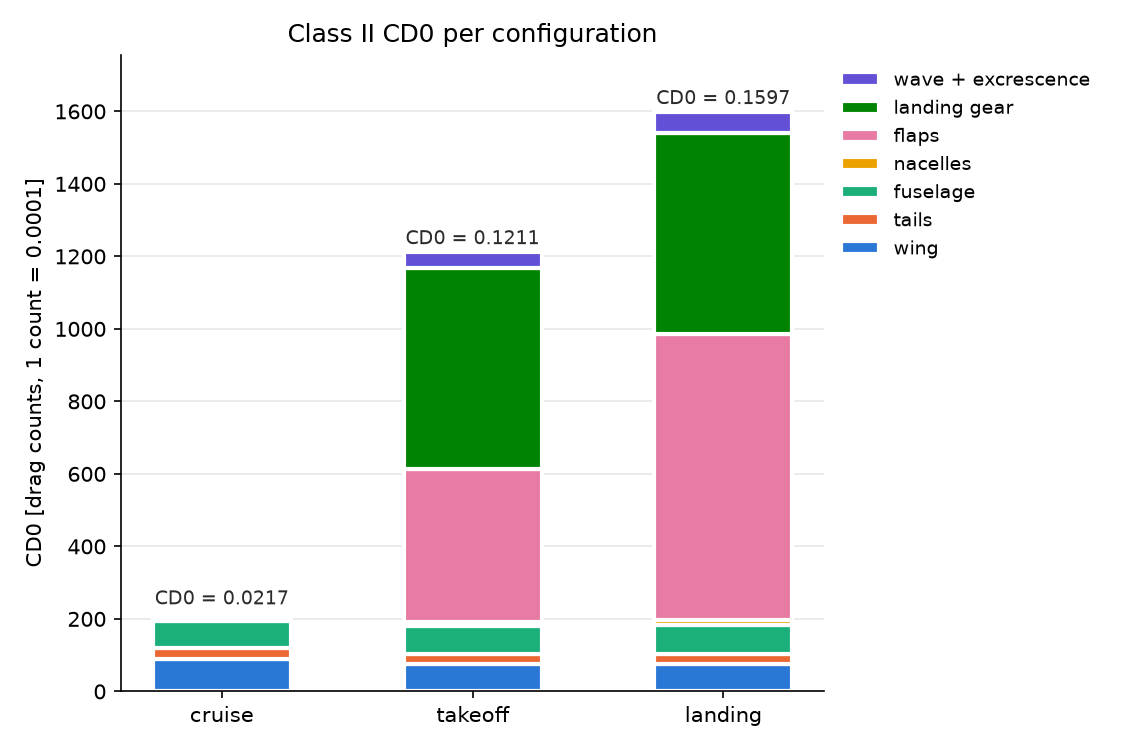 Class II CD0 per configuration
CD0 [drag counts, 1 count = 0.0001]
1600
1400
1200
1000
800
600
400
200
0
CD0 = 0.0217
CD0 = 0.1211
CD0 = 0.1597
cruise
takeoff
landing
wave + excrescence
landing gear
flaps
nacelles
fuselage
tails
wing